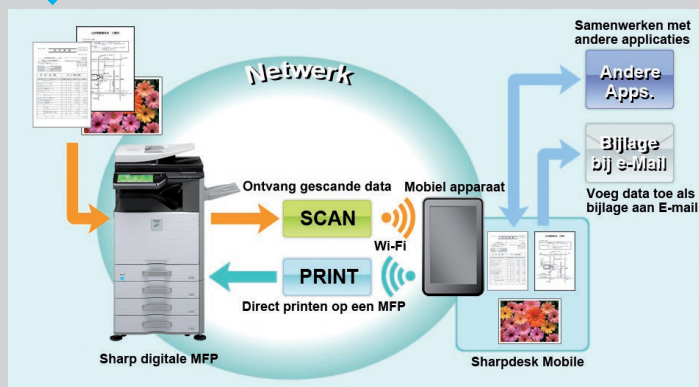 Samenwerken met
andere applicaties
Netwerk
Andere
Apps.
Bijlage
bij e-Mail
Ontvang gescande data
Mobiel apparaat
Voeg data toe als
bijlage aan E-mail
SCAN
Wi-Fi
PRINT
Direct printen op een MFP
Sharp digitale MFP
Sharpdesk Mobile